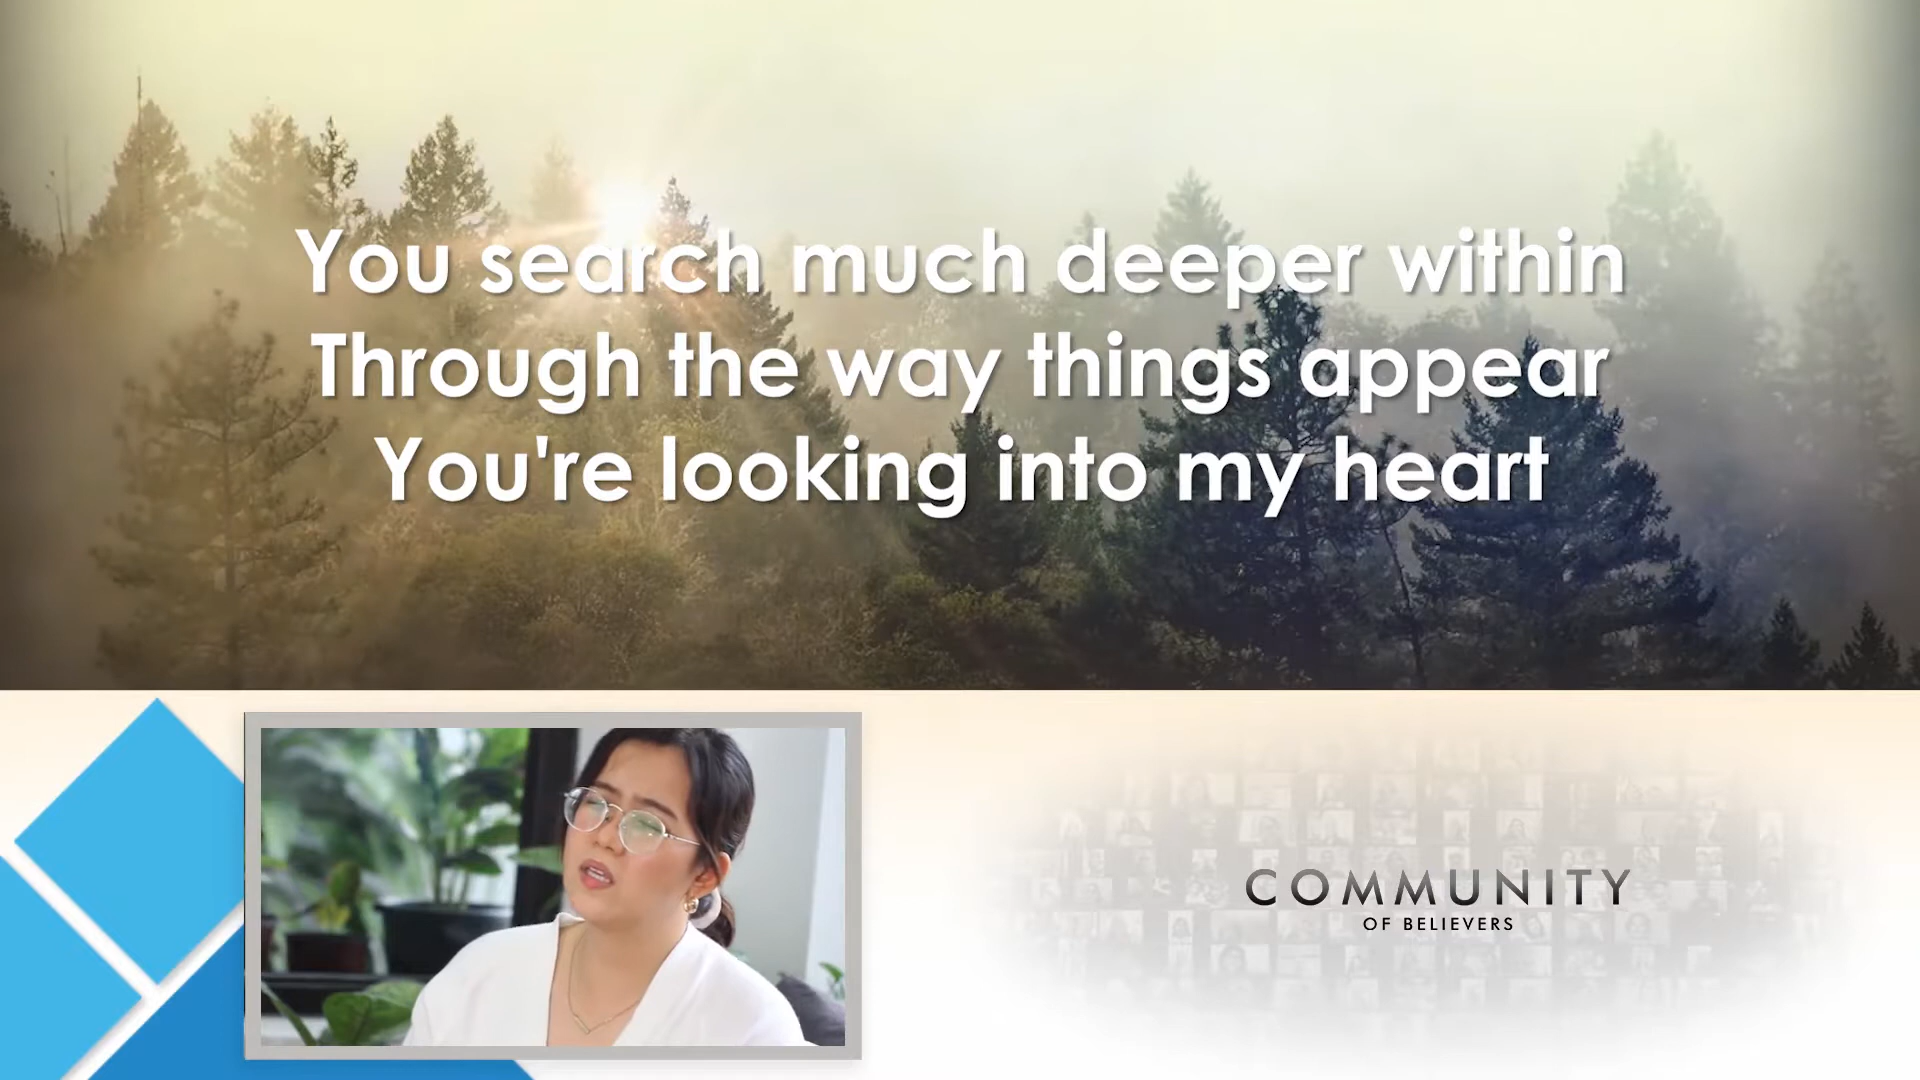 You search much deeper within
Through the way things appear
You're looking into my heart
COMMUNITY
OF BELIEVERS